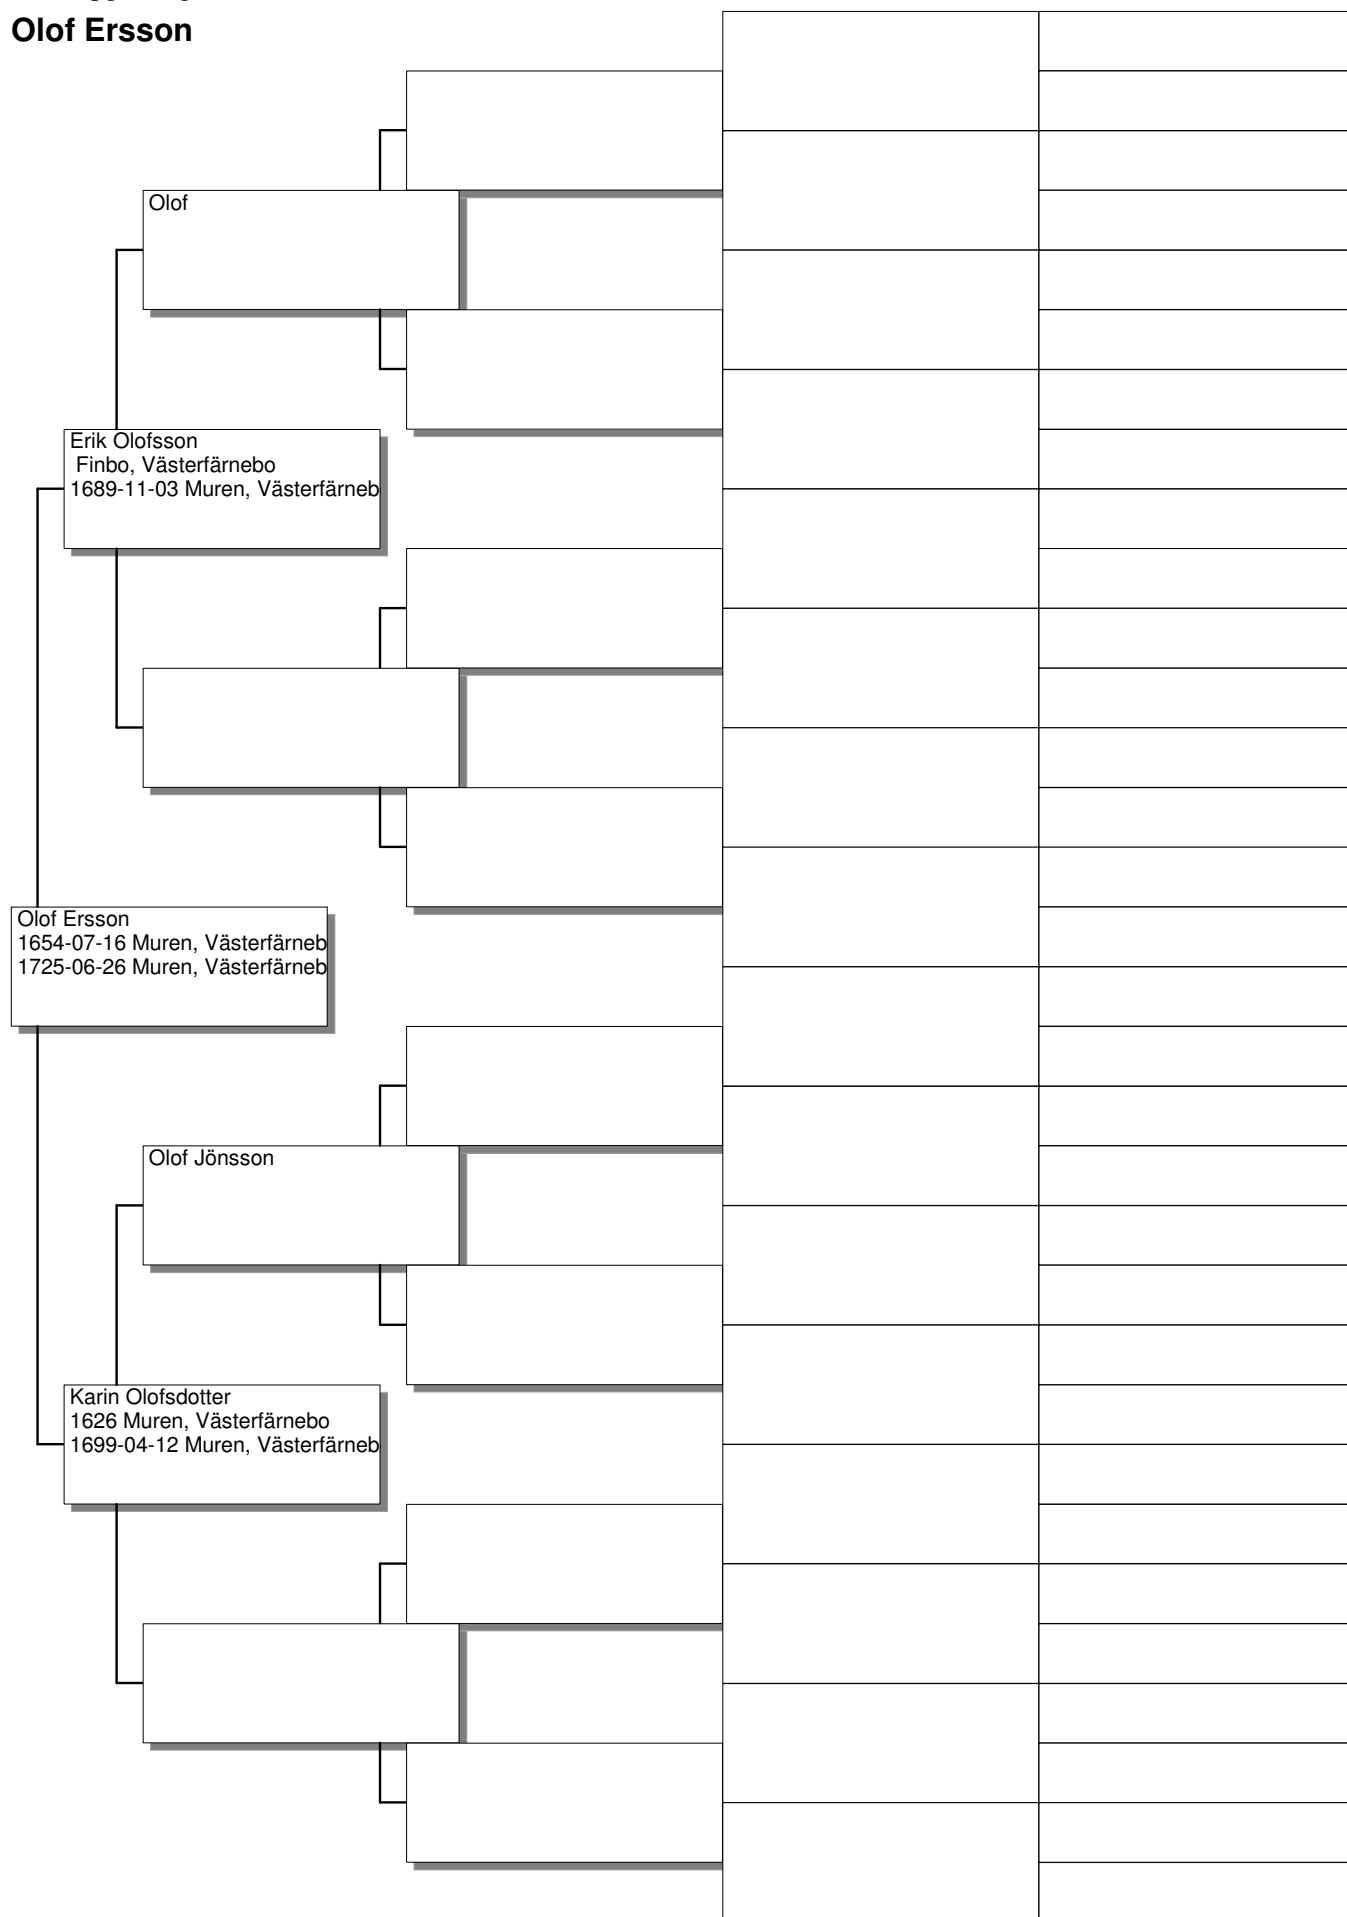 Olof Ersson
Olof
Erik Olofsson
Finbo, Västerfärnebo
1689-11-03 Muren, Västerfärneb
Olof Ersson
1654-07-16 Muren, Västerfärneb
1725-06-26 Muren, Västerfärneb
Olof Jönsson
Karin Olofsdotter
1626 Muren, Västerfärnebo
1699-04-12 Muren, Västerfärneb